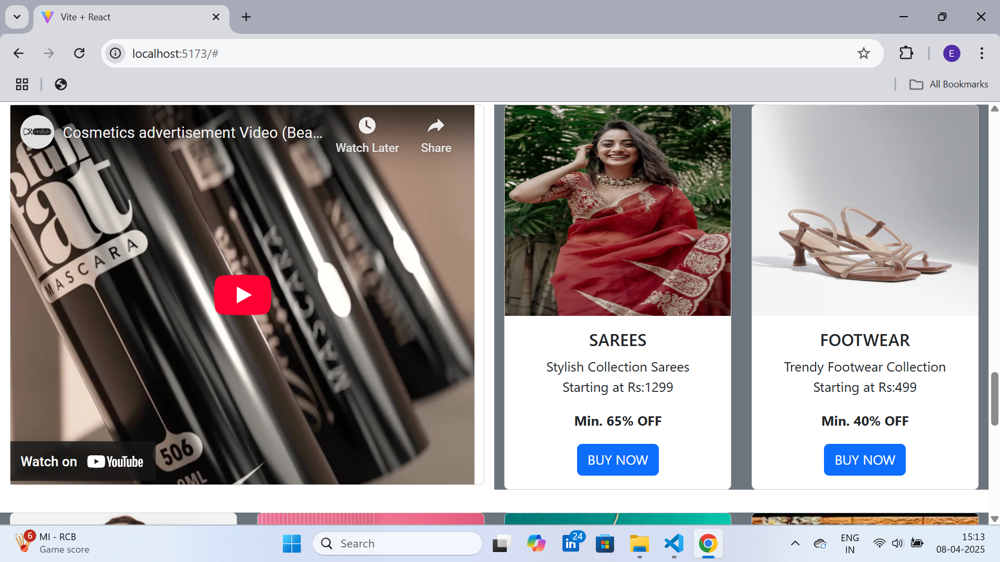 Vite + React
localhost:5173/#
E
All Bookmarks
Cosmetics advertisement Video (Bea...
Watch Later
Share
fat
MASCARA
MASCARA
506
Watch on YouTube
SAREES
Stylish Collection Sarees
Starting at Rs:1299
Min. 65% OFF
BUY NOW
FOOTWEAR
Trendy Footwear Collection
Starting at Rs:499
Min. 40% OFF
BUY NOW
6
MI - RCB
Game score
Search
24
in
ENG
IN
15:13
08-04-2025